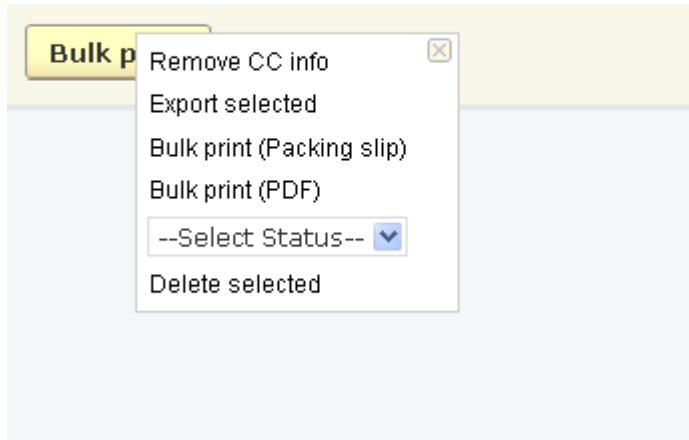 Bulk p
Remove CC info
Export selected
Bulk print (Packing slip)
Bulk print (PDF)
--Select Status--
Delete selected